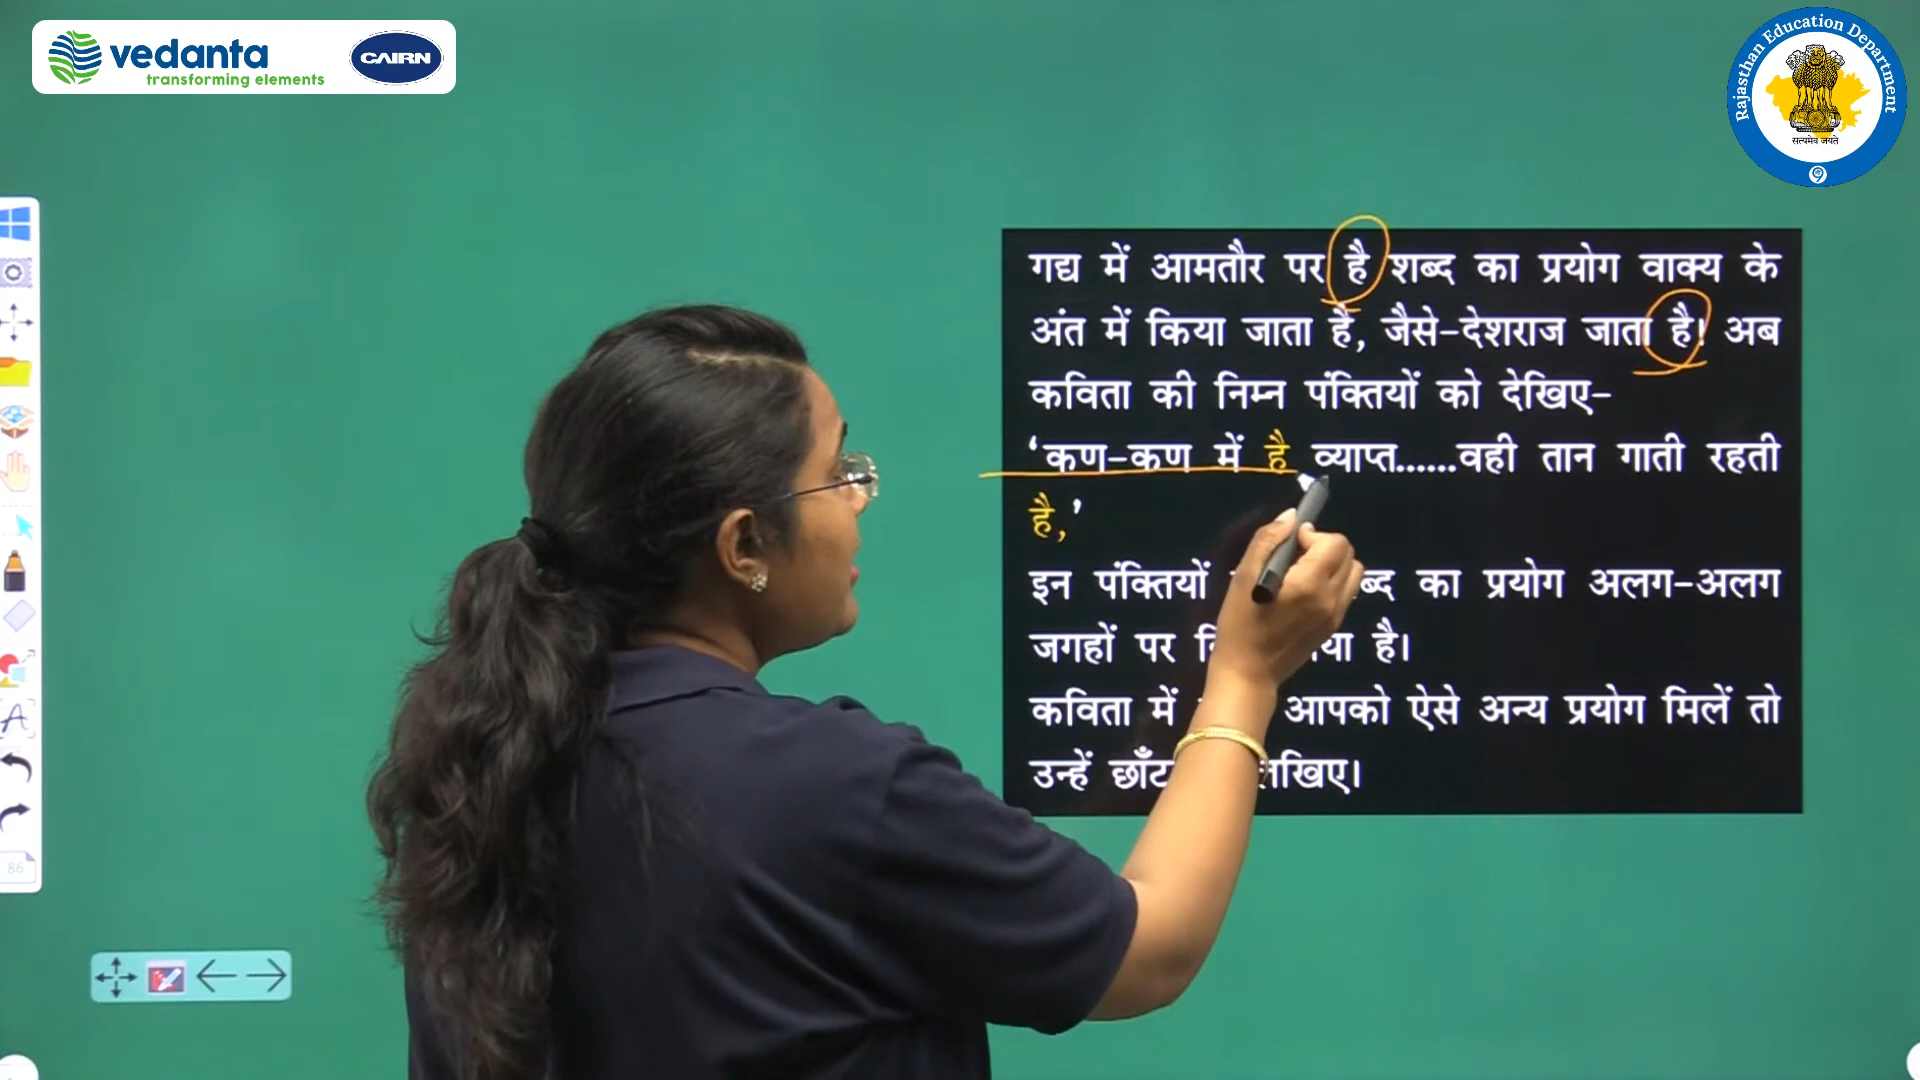 vedanta
transforming elements
CAIRN
Rajasthan Education Department
सत्यमेव जयते
गद्य में आमतौर पर है शब्द का प्रयोग वाक्य के
अंत में किया जाता है, जैसे-देशराज जाता है। अब
कविता की निम्न पंक्तियों को देखिए-
‘कण-कण में है व्याप्त......वही तान गाती रहती
है,’
इन पंक्तियों का प्रयोग अलग-अलग
जगहों पर है।
कविता में आपको ऐसे अन्य प्रयोग मिलें तो
उन्हें छाँट
86